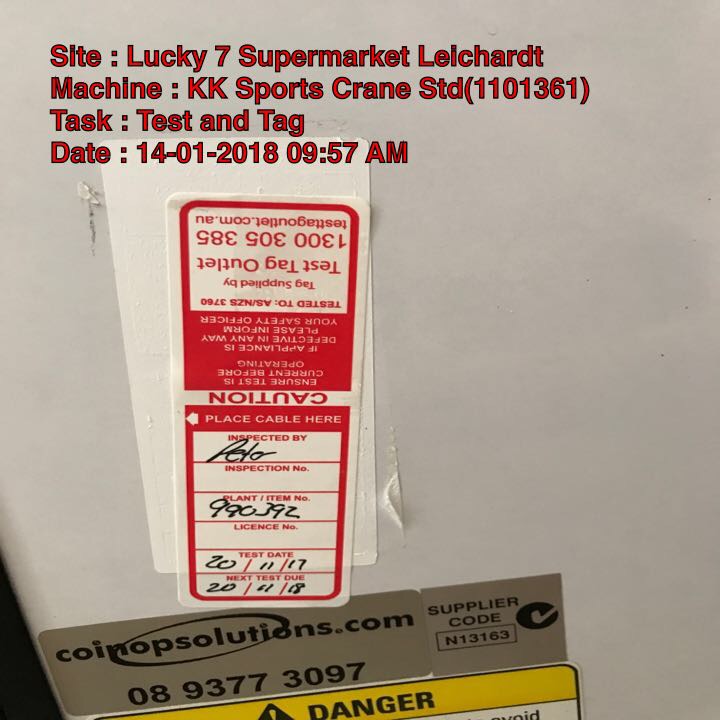 Site : Lucky 7 Supermarket Leichardt
Machine : KK Sports Crane Std(1101361)
Task : Test and Tag
Date : 14-01-2018 09:57 AM
testtagoutlet.com.au
1300 305 385
Test Tag Outlet
Tag Supplied by
TESTED TO: AS/NZS 3760
YOUR SAFETY OFFICER
PLEASE INFORM
DEFECTIVE IN ANY WAY
IF APPLIANCE IS
OPERATING
CURRENT BEFORE
ENSURE TEST IS
CAUTION
PLACE CABLE HERE
INSPECTED BY
INSPECTION No.
PLANT / ITEM No.
990392
LICENCE No.
TEST DATE
20/11/17
NEXT TEST DUE
20/11/18
coinopsolutions.com
08 9377 3097
SUPPLIER
CODE
N13163
DANGER
avoid